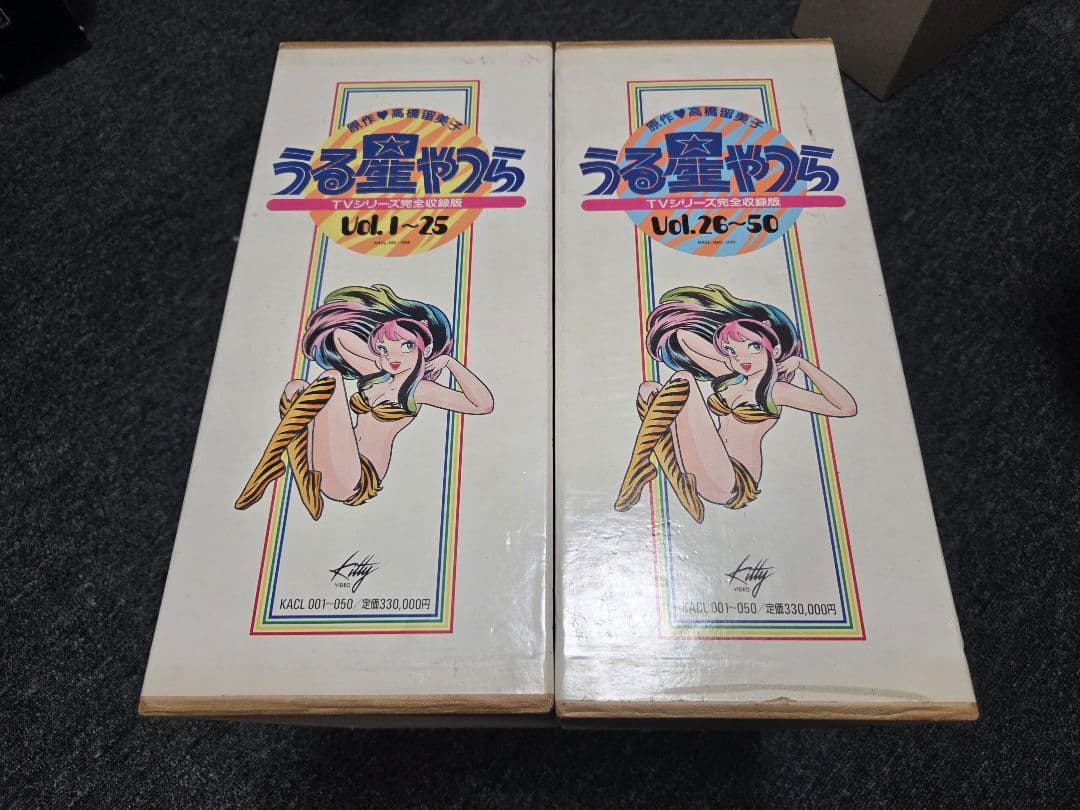 原作♥高橋留美子
うる星やつら
TVシリーズ完全収録版
Vol.1~25
Kitty
VIDEO
KACL 001~050/定価330,000円
原作♥高橋留美子
うる星やつら
TVシリーズ完全収録版
Vol.26~50
Kitty
VIDEO
KACL 001~050/定価330,000円